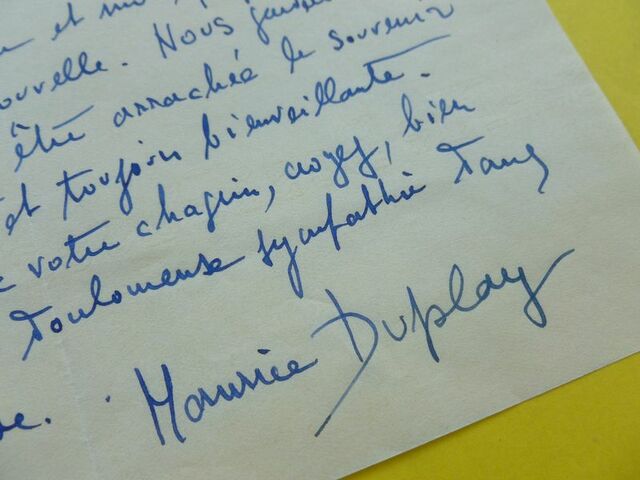 et
ouvelle. Nous
être arrachée le souvenir
et toujours bienveillante.
votre chagrin, croyez, bien
douloureuse sympathie dans
Maurice Duplay